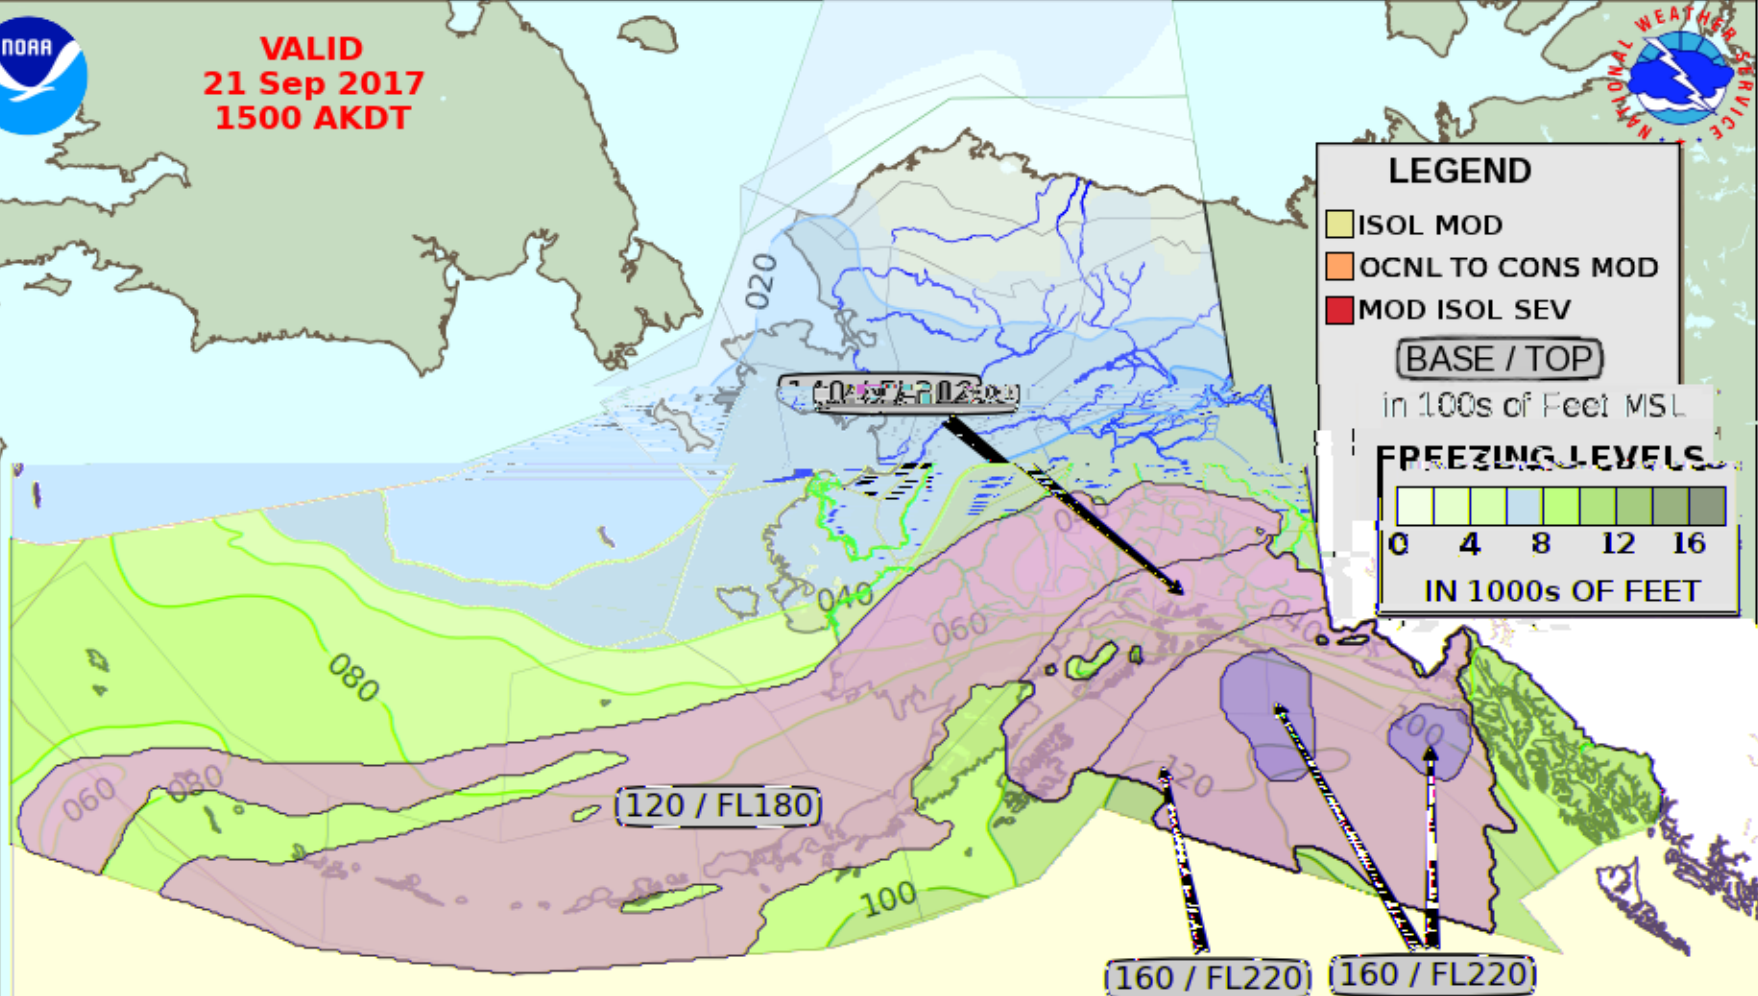 NOAA
VALID
21 Sep 2017
1500 AKDT
NATIONAL WEATHER SERVICE
LEGEND
ISOL MOD
OCNL TO CONS MOD
MOD ISOL SEV
BASE / TOP
in 100s of Feet MSL
FREEZING LEVELS
0 4 8 12 16
IN 1000s OF FEET
020
040
060
040
080
100
060
080
120
120 / FL180
100
160 / FL220
160 / FL220